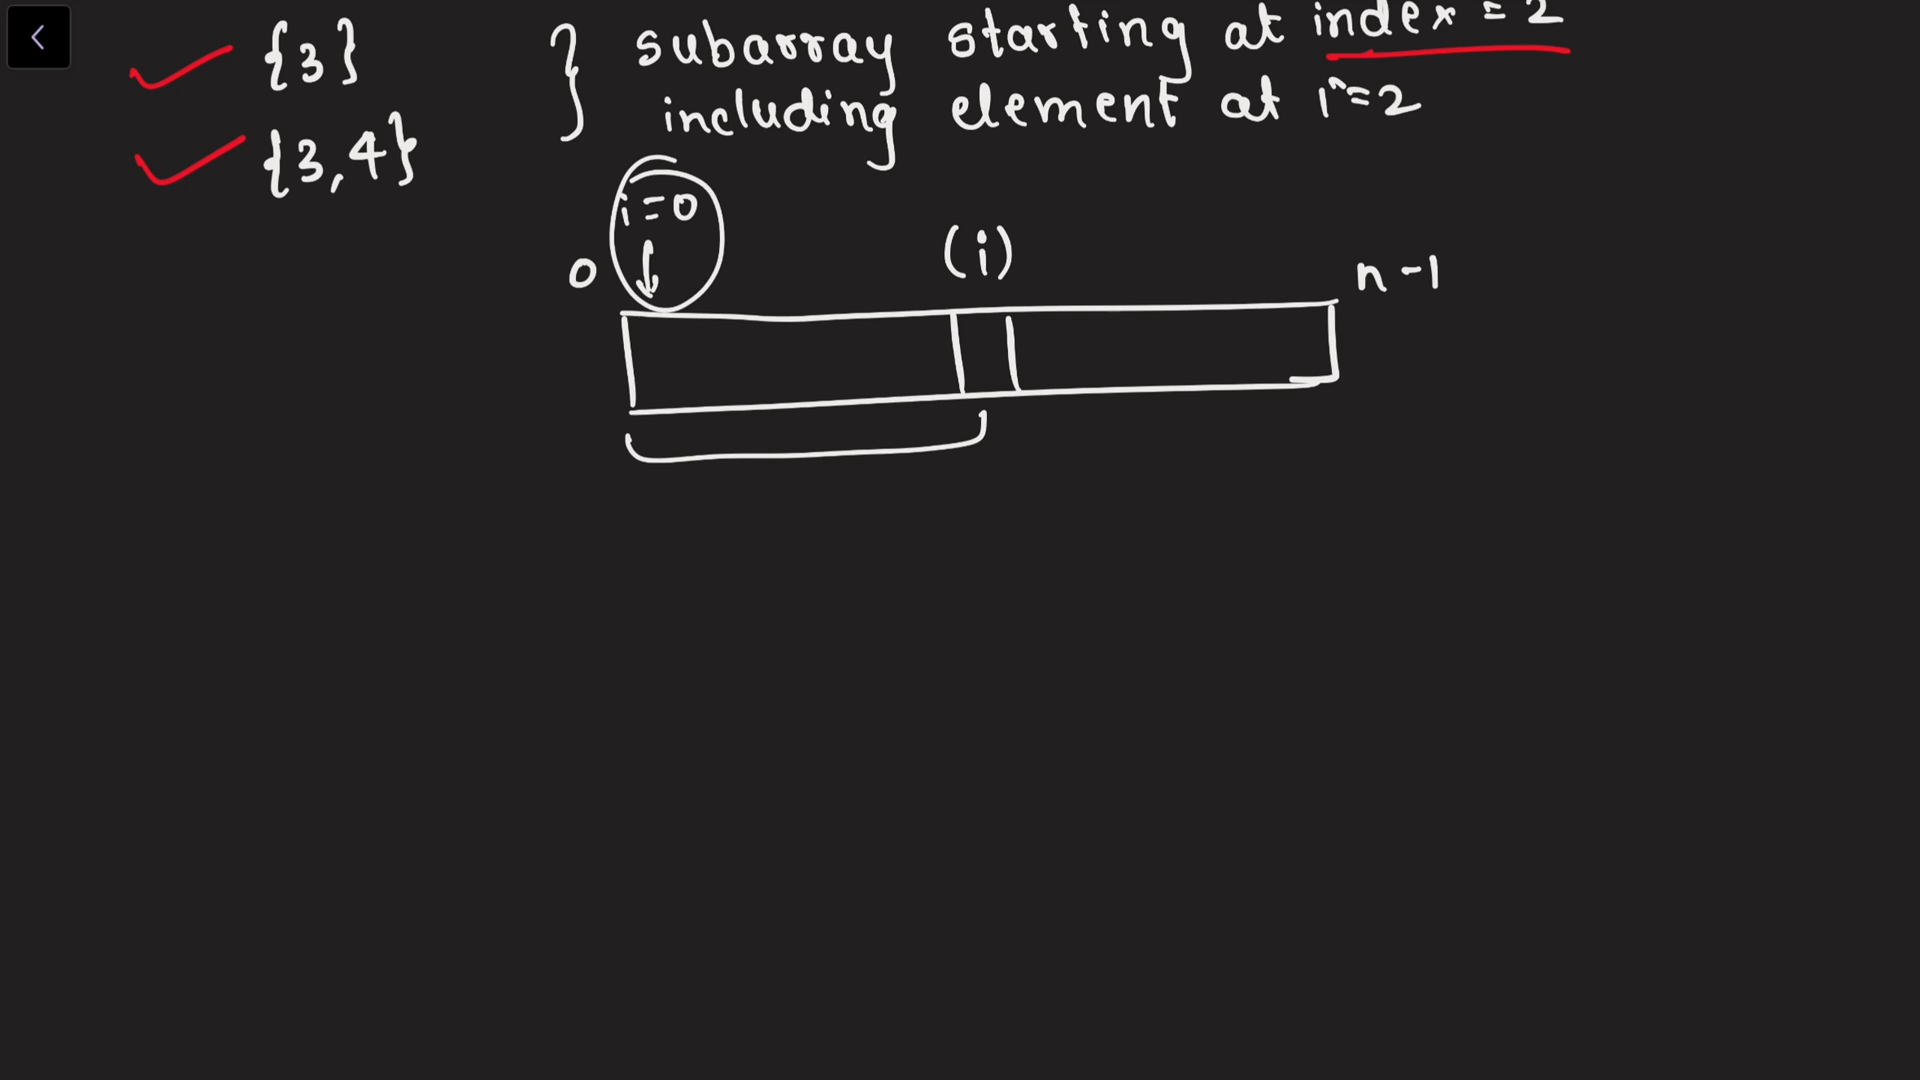 {3} } subarray starting at index = 2
including element at i=2
{3,4}
i=0
0 (i) n-1